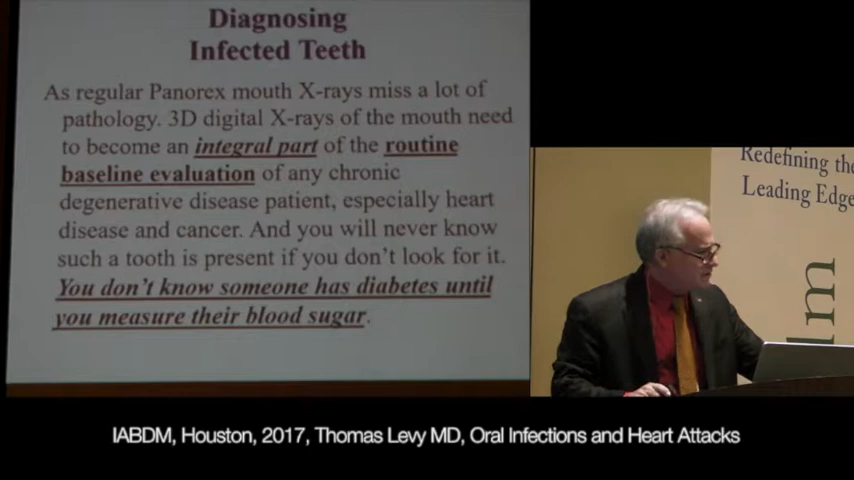 Diagnosing
Infected Teeth
As regular Panorex mouth X-rays miss a lot of
pathology. 3D digital X-rays of the mouth need
to become an integral part of the routine
baseline evaluation of any chronic
degenerative disease patient, especially heart
disease and cancer. And you will never know
such a tooth is present if you don't look for it.
You don't know someone has diabetes until
you measure their blood sugar.
Redefining the
Leading Edge
dm
IABDM, Houston, 2017, Thomas Levy MD, Oral Infections and Heart Attacks